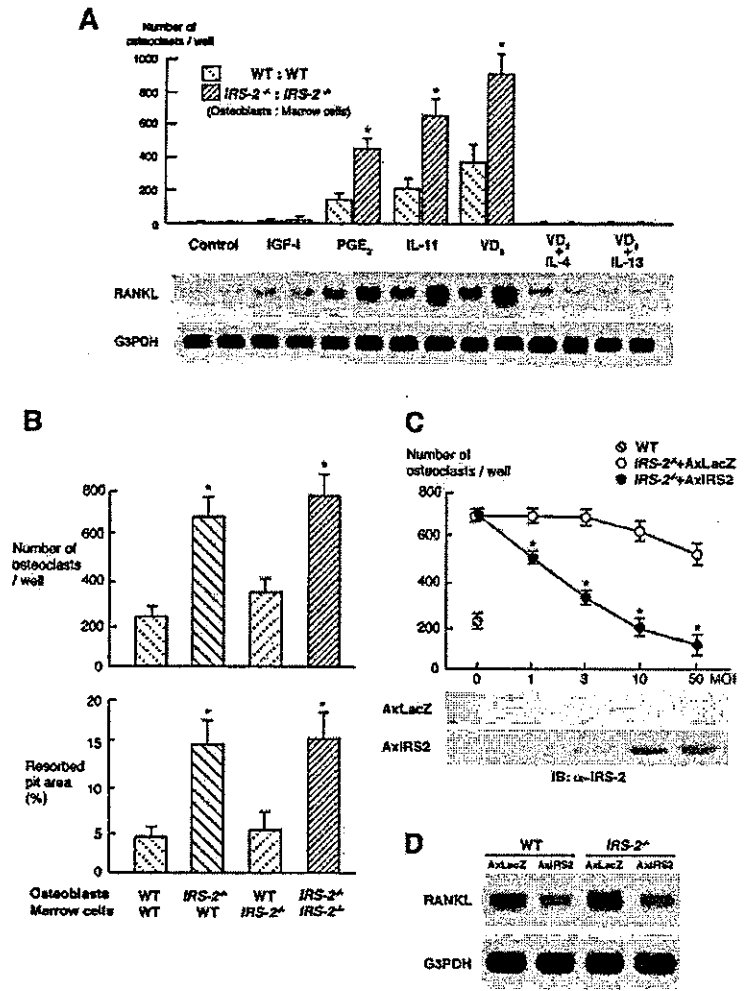 A
Number of
osteoclasts / well
1000
800
600
400
200
0
WT : WT
IRS-2-/- : IRS-2-/-
(Osteoblasts : Marrow cells)
*
*
*
Control IGF-I PGE2 IL-11 VD3 VD3 + IL-4 VD3 + IL-13
RANKL
G3PDH
B
Number of
osteoclasts
/ well
800
600
400
200
0
*
*
Resorbed
pit area
(%)
20
15
10
5
0
*
*
Osteoblasts WT IRS-2-/- WT IRS-2-/-
Marrow cells WT WT IRS-2-/- IRS-2-/-
C
Number of
osteoclasts / well
WT
IRS-2-/-+AxLacZ
IRS-2-/-+AxIRS2
800
600
400
200
0
*
*
*
*
0 1 3 10 50 MOI
AxLacZ
AxIRS2
IB: α-IRS-2
D
WT IRS-2-/-
AxLacZ AxIRS2 AxLacZ AxIRS2
RANKL
G3PDH